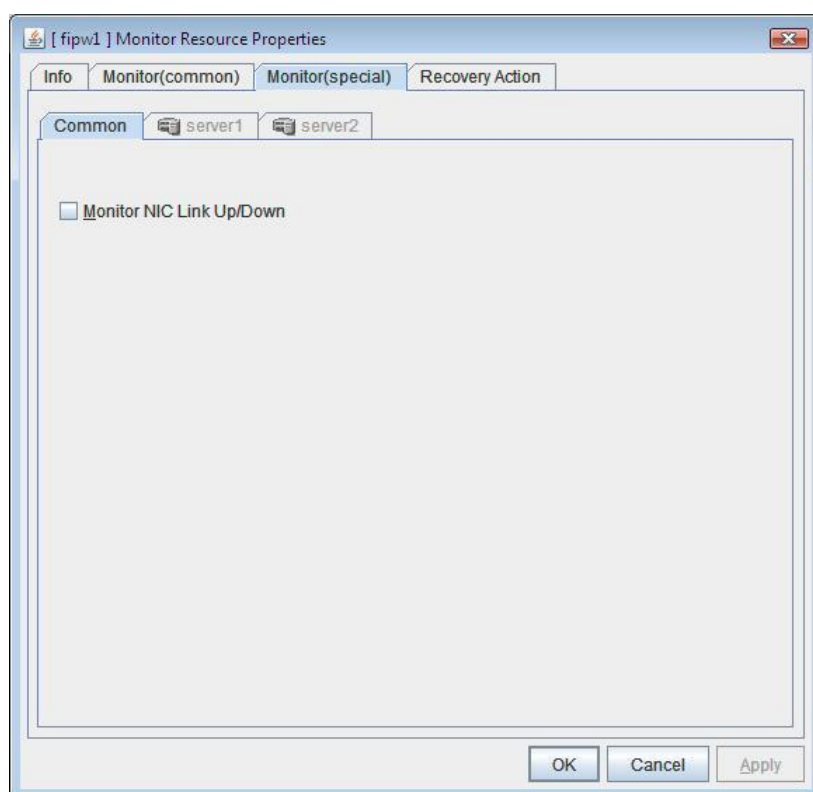 [ fipw1 ] Monitor Resource Properties
Info Monitor(common) Monitor(special) Recovery Action
Common server1 server2
Monitor NIC Link Up/Down
OK Cancel Apply